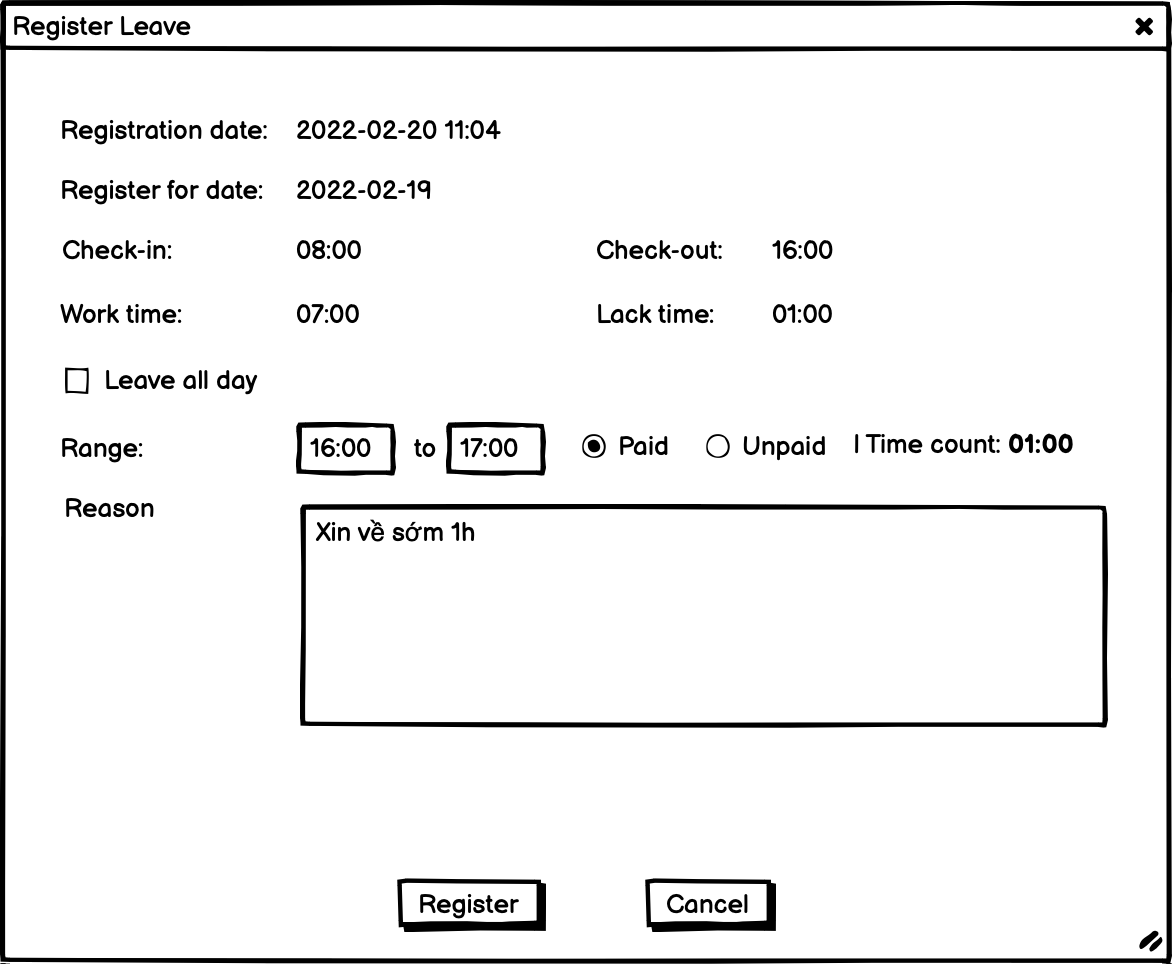 Register Leave
Registration date: 2022-02-20 11:04
Register for date: 2022-02-19
Check-in: 08:00 Check-out: 16:00
Work time: 07:00 Lack time: 01:00
Leave all day
Range: 16:00 to 17:00 Paid Unpaid | Time count: 01:00
Reason
Xin về sớm 1h
Register Cancel